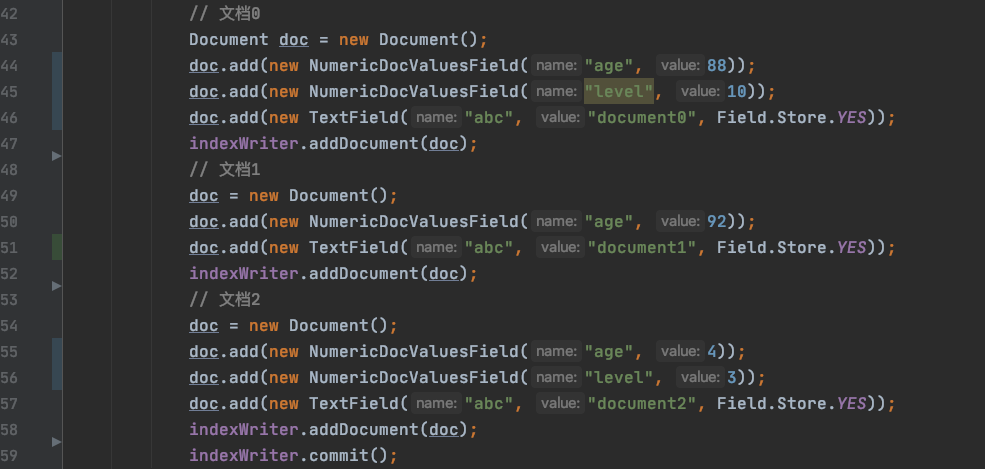 42 // 文档0
43 Document doc = new Document();
44 doc.add(new NumericDocValuesField( name: "age", value: 88));
45 doc.add(new NumericDocValuesField( name: "level", value: 10));
46 doc.add(new TextField( name: "abc", value: "document0", Field.Store.YES));
47 indexWriter.addDocument(doc);
48 // 文档1
49 doc = new Document();
50 doc.add(new NumericDocValuesField( name: "age", value: 92));
51 doc.add(new TextField( name: "abc", value: "document1", Field.Store.YES));
52 indexWriter.addDocument(doc);
53 // 文档2
54 doc = new Document();
55 doc.add(new NumericDocValuesField( name: "age", value: 4));
56 doc.add(new NumericDocValuesField( name: "level", value: 3));
57 doc.add(new TextField( name: "abc", value: "document2", Field.Store.YES));
58 indexWriter.addDocument(doc);
59 indexWriter.commit();